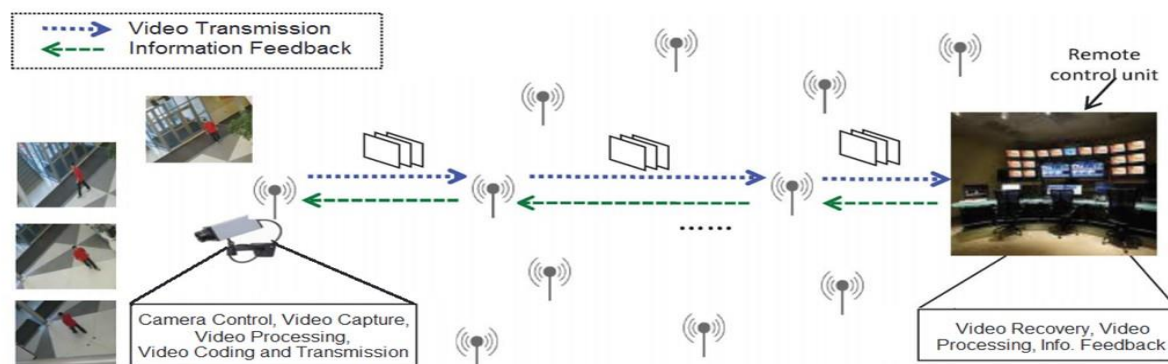 Video Transmission
Information Feedback
Remote
control unit
......
Camera Control, Video Capture,
Video Processing,
Video Coding and Transmission
Video Recovery, Video
Processing, Info. Feedback